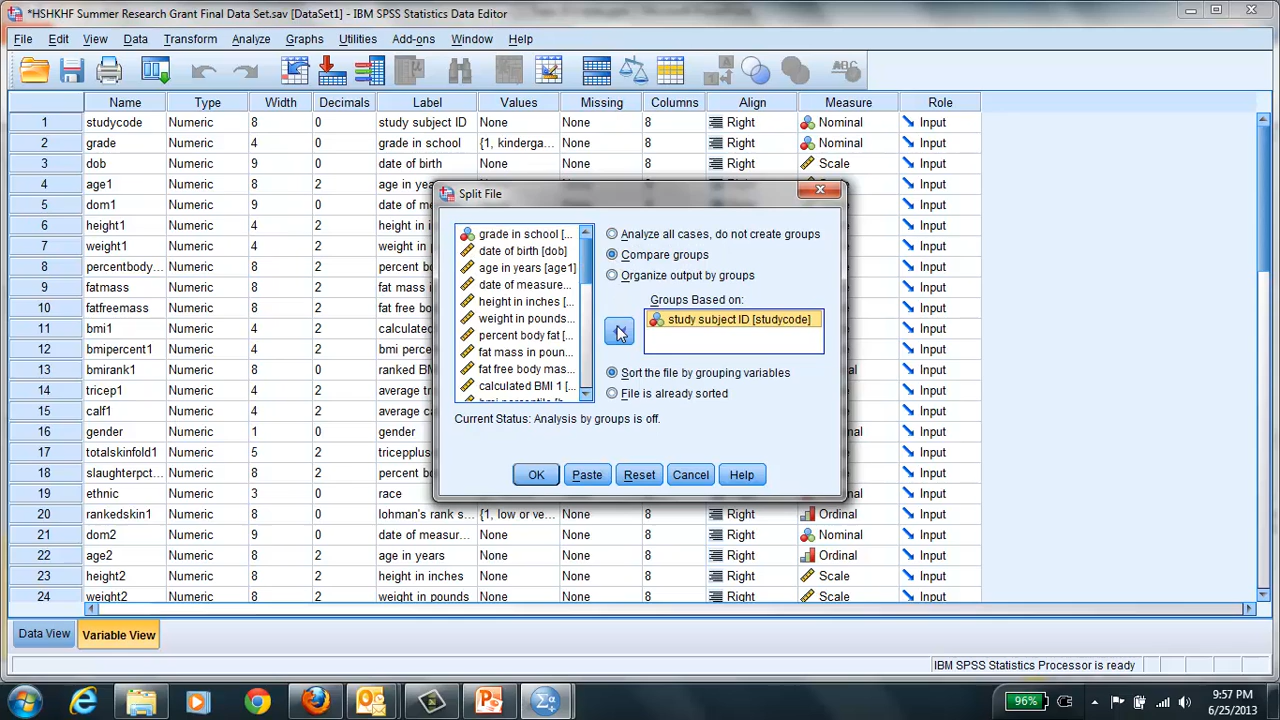 *HSHKHF Summer Research Grant Final Data Set.sav [DataSet1] - IBM SPSS Statistics Data Editor
File Edit View Data Transform Analyze Graphs Utilities Add-ons Window Help
Name Type Width Decimals Label Values Missing Columns Align Measure Role
1 studycode Numeric 8 0 study subject ID None None 8 Right Nominal Input
2 grade Numeric 4 0 grade in school {1, kinderga... None 4 Right Nominal Input
3 dob Numeric 9 0 date of birth None None 8 Right Scale Input
4 age1 Numeric 8 2 age in yea Input
5 dom1 Numeric 9 0 date of me Input
6 height1 Numeric 8 2 height in i Input
7 weight1 Numeric 8 2 weight in p Input
8 percentbody... Numeric 8 2 percent bo Input
9 fatmass Numeric 8 2 fat mass i Input
10 fatfreemass Numeric 8 2 fat free bo Input
11 bmi1 Numeric 8 2 calculated Input
12 bmipercent1 Numeric 8 2 bmi perce Input
13 bmirank1 Numeric 8 2 ranked BM Input
14 tricep1 Numeric 8 2 average tr Input
15 calf1 Numeric 8 2 average ca Input
16 gender Numeric 1 0 gender Input
17 totalskinfold1 Numeric 5 2 tricepplus Input
18 slaughterpct... Numeric 8 2 percent bo Input
19 ethnic Numeric 3 0 race None None 8 Right Nominal Input
20 rankedskin1 Numeric 8 0 lohman's rank s... {1, low or ve... None 8 Right Ordinal Input
21 dom2 Numeric 9 0 date of measur... None None 8 Right Nominal Input
22 age2 Numeric 8 2 age in years None None 8 Right Ordinal Input
23 height2 Numeric 8 2 height in inches None None 8 Right Scale Input
24 weight2 Numeric 8 2 weight in pounds None None 8 Right Scale Input
Split File
grade in school [...
date of birth [dob]
age in years [age1]
date of measure...
height in inches [...
weight in pounds...
percent body fat [...
fat mass in poun...
fat free body mas...
calculated BMI 1 [...
Analyze all cases, do not create groups
Compare groups
Organize output by groups
Groups Based on:
study subject ID [studycode]
Sort the file by grouping variables
File is already sorted
Current Status: Analysis by groups is off.
OK Paste Reset Cancel Help
Data View Variable View
IBM SPSS Statistics Processor is ready
96%
9:57 PM
6/25/2013